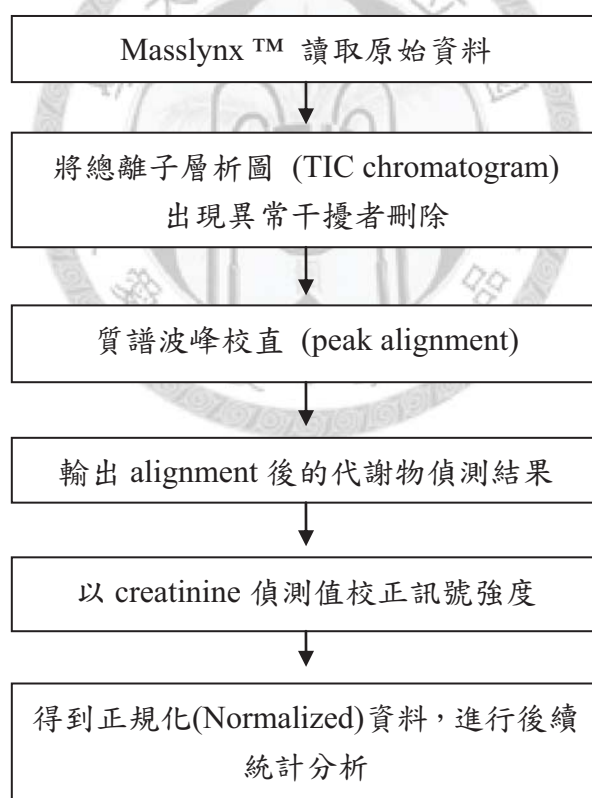 Masslynx ™ 讀取原始資料
將總離子層析圖 (TIC chromatogram)
出現異常干擾者刪除
質譜波峰校直 (peak alignment)
輸出 alignment 後的代謝物偵測結果
以 creatinine 偵測值校正訊號強度
得到正規化(Normalized)資料，進行後續
統計分析